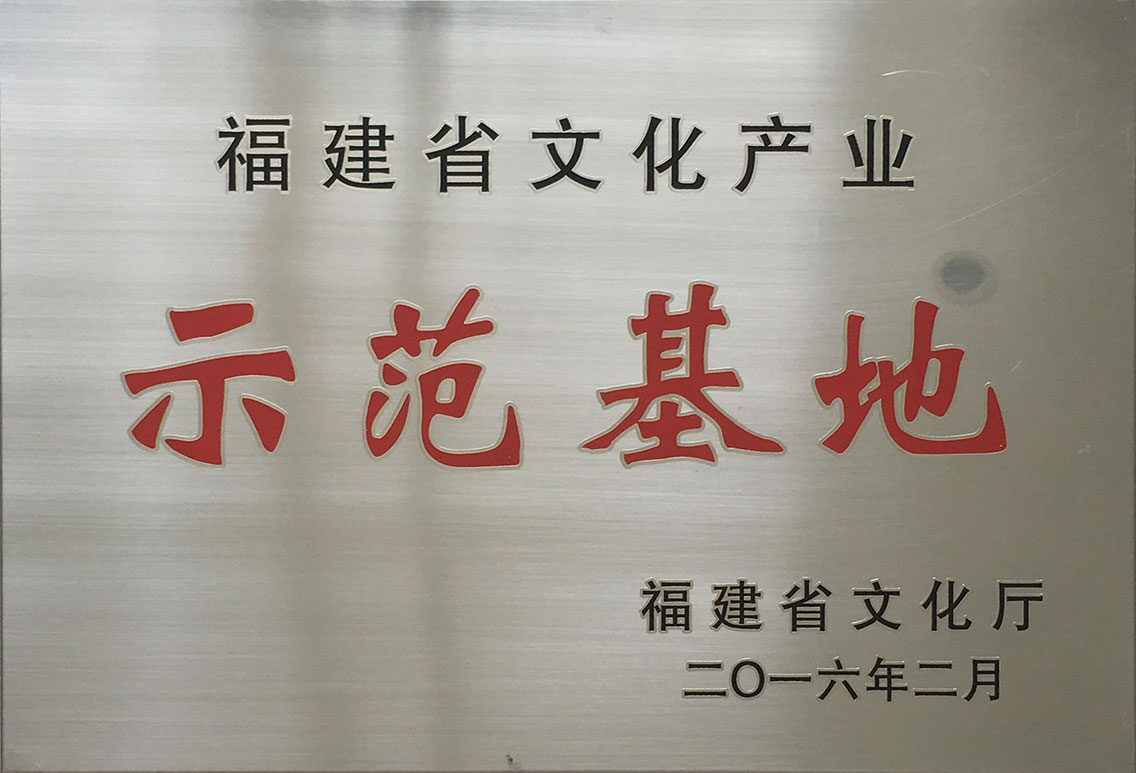 福建省文化产业
示范基地
福建省文化厅
二〇一六年二月